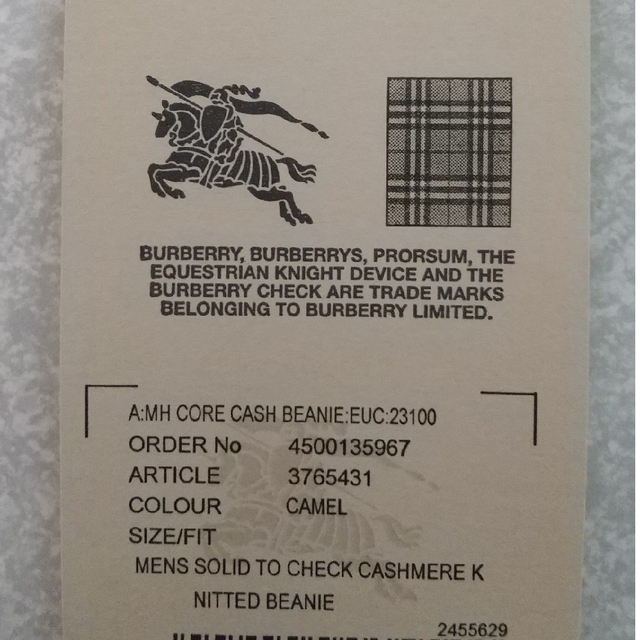 BURBERRY, BURBERRYS, PRORSUM, THE
EQUESTRIAN KNIGHT DEVICE AND THE
BURBERRY CHECK ARE TRADE MARKS
BELONGING TO BURBERRY LIMITED.
A:MH CORE CASH BEANIE:EUC:23100
ORDER No 4500135967
ARTICLE 3765431
COLOUR CAMEL
SIZE/FIT
MENS SOLID TO CHECK CASHMERE K
NITTED BEANIE
2455629